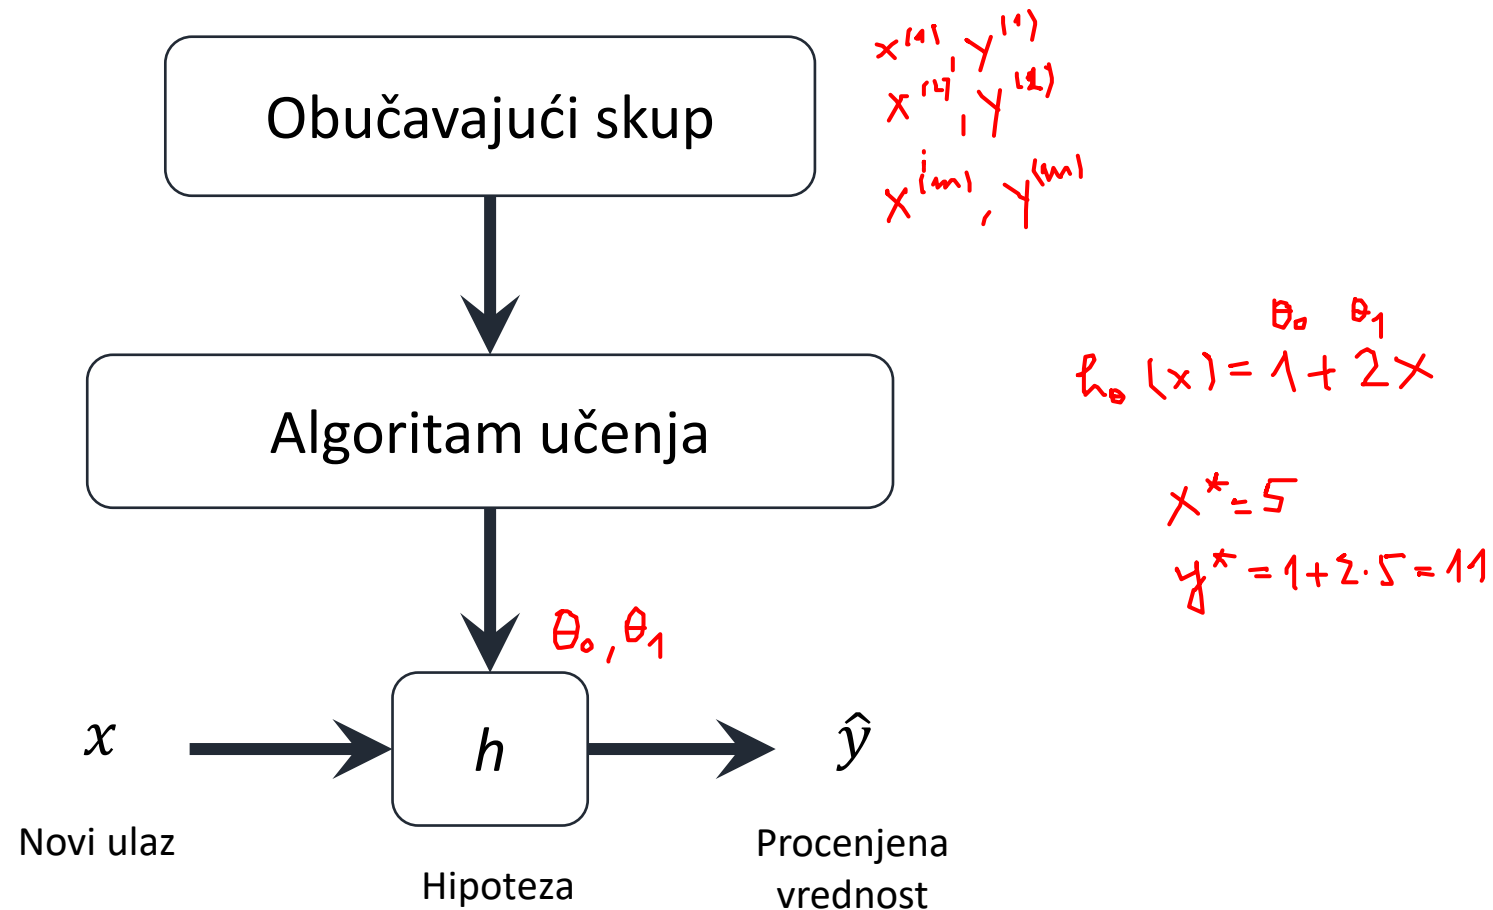 Obučavajući skup
x⁽¹⁾, y⁽¹⁾
x⁽²⁾, y⁽²⁾
⋮
x⁽ᵐ⁾, y⁽ᵐ⁾
Algoritam učenja
θ₀ θ₁
h_θ(x) = 1 + 2x
x* = 5
y* = 1 + 2·5 = 11
θ₀, θ₁
x
h
ŷ
Novi ulaz
Hipoteza
Procenjena
vrednost